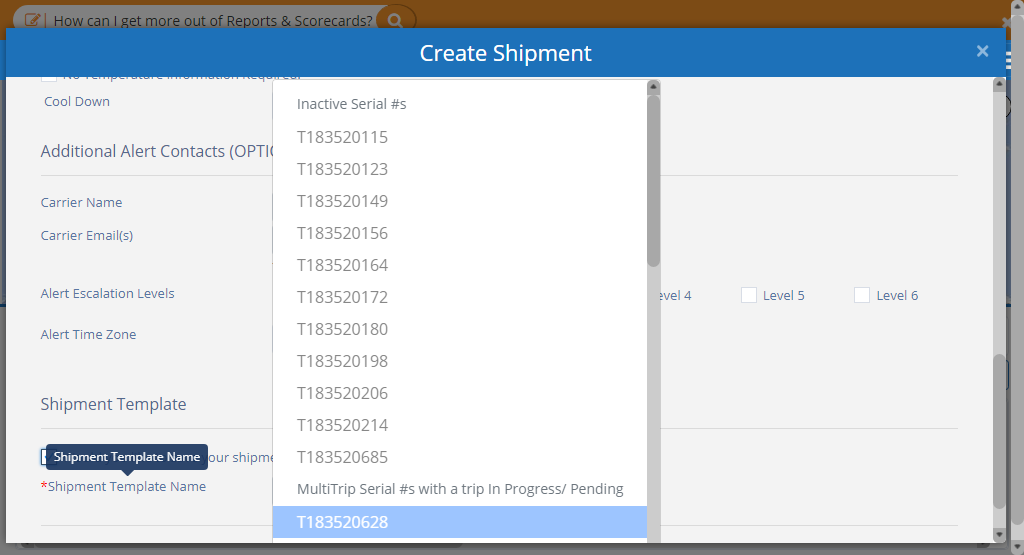 How can I get more out of Reports & Scorecards?
Create Shipment
No Temperature Information Required.
Cool Down
Additional Alert Contacts (OPTIO
Carrier Name
Carrier Email(s)
Alert Escalation Levels
evel 4
Level 5
Level 6
Alert Time Zone
Shipment Template
Shipment Template Name
our shipme
*Shipment Template Name
Inactive Serial #s
T183520115
T183520123
T183520149
T183520156
T183520164
T183520172
T183520180
T183520198
T183520206
T183520214
T183520685
MultiTrip Serial #s with a trip In Progress/ Pending
T183520628